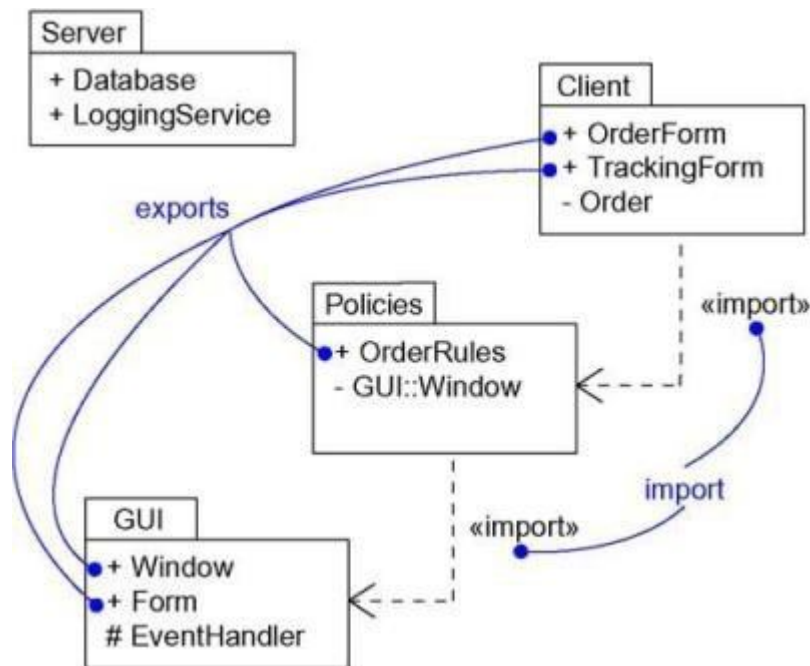 Server
+ Database
+ LoggingService
Client
+ OrderForm
+ TrackingForm
- Order
exports
Policies
+ OrderRules
- GUI::Window
«import»
import
«import»
GUI
+ Window
+ Form
# EventHandler